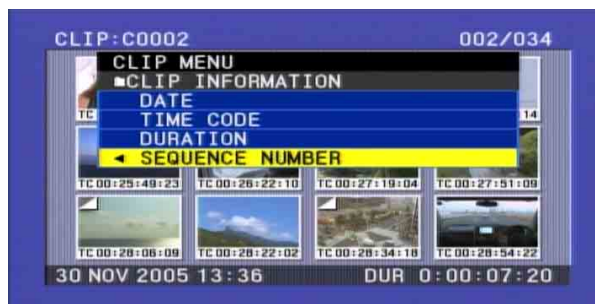 CLIP:C0002 002/034
CLIP MENU
CLIP INFORMATION
DATE
TIME CODE
DURATION
◄ SEQUENCE NUMBER
TC 14
TC 00:25:49:23 TC 00:26:22:10 TC 00:27:19:04 TC 00:27:51:09
TC 00:28:06:09 TC 00:28:22:02 TC 00:28:34:18 TC 00:28:54:22
30 NOV 2005 13:36 DUR 0:00:07:20